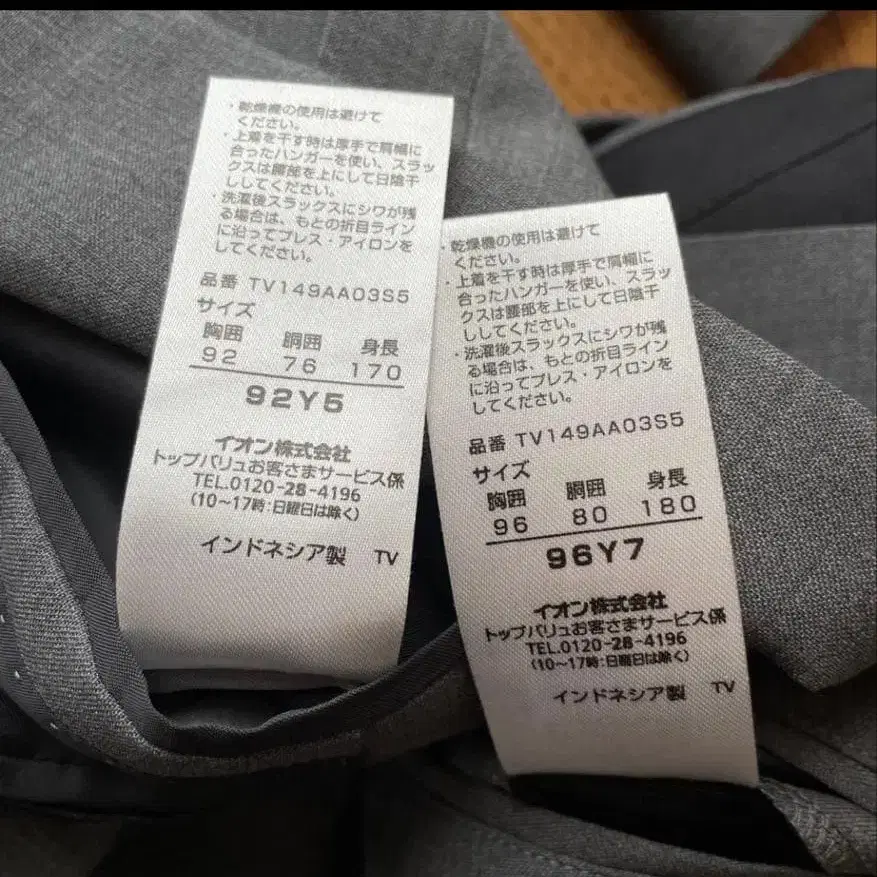 ・乾燥機の使用は避けて
ください。
・上着を干す時は厚手で肩幅に
合ったハンガーを使い、スラッ
クスは腰部を上にして日陰干
ししてください。
・洗濯後スラックスにシワが残
る場合は、もとの折目ライン
に沿ってプレス・アイロンを
してください。
品番 TV149AA03S5
サイズ
胸囲 胴囲 身長
92 76 170
92Y5
イオン株式会社
トップバリュお客さまサービス係
TEL.0120-28-4196
(10〜17時:日曜日は除く)
インドネシア製 TV
・乾燥機の使用は避けて
ください。
・上着を干す時は厚手で肩幅に
合ったハンガーを使い、スラッ
クスは腰部を上にして日陰干
ししてください。
・洗濯後スラックスにシワが残
る場合は、もとの折目ライン
に沿ってプレス・アイロンを
してください。
品番 TV149AA03S5
サイズ
胸囲 胴囲 身長
96 80 180
96Y7
イオン株式会社
トップバリュお客さまサービス係
TEL.0120-28-4196
(10〜17時:日曜日は除く)
インドネシア製 TV